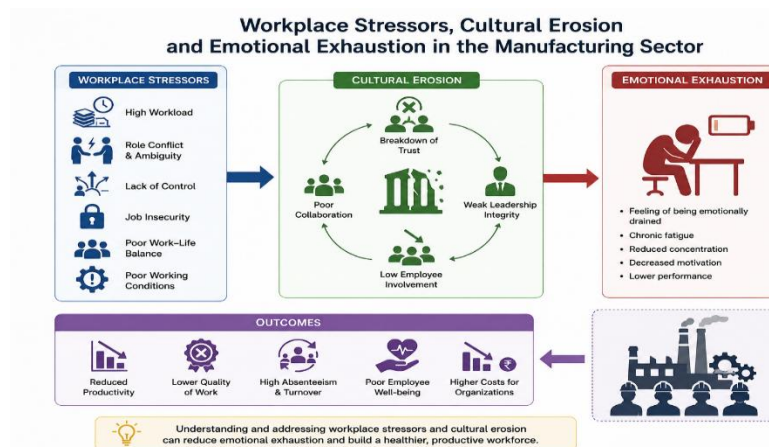 Workplace Stressors, Cultural Erosion
and Emotional Exhaustion in the Manufacturing Sector
WORKPLACE STRESSORS
High Workload
Role Conflict
& Ambiguity
Lack of Control
Job Insecurity
Poor Work–Life
Balance
Poor Working
Conditions
CULTURAL EROSION
Breakdown of
Trust
Poor
Collaboration
Weak Leadership
Integrity
Low Employee
Involvement
EMOTIONAL EXHAUSTION
• Feeling of being emotionally
drained
• Chronic fatigue
• Reduced concentration
• Decreased motivation
• Lower performance
OUTCOMES
Reduced
Productivity
Lower Quality
of Work
High Absenteeism
& Turnover
Poor Employee
Well-being
₹
Higher Costs for
Organizations
Understanding and addressing workplace stressors and cultural erosion
can reduce emotional exhaustion and build a healthier, productive workforce.